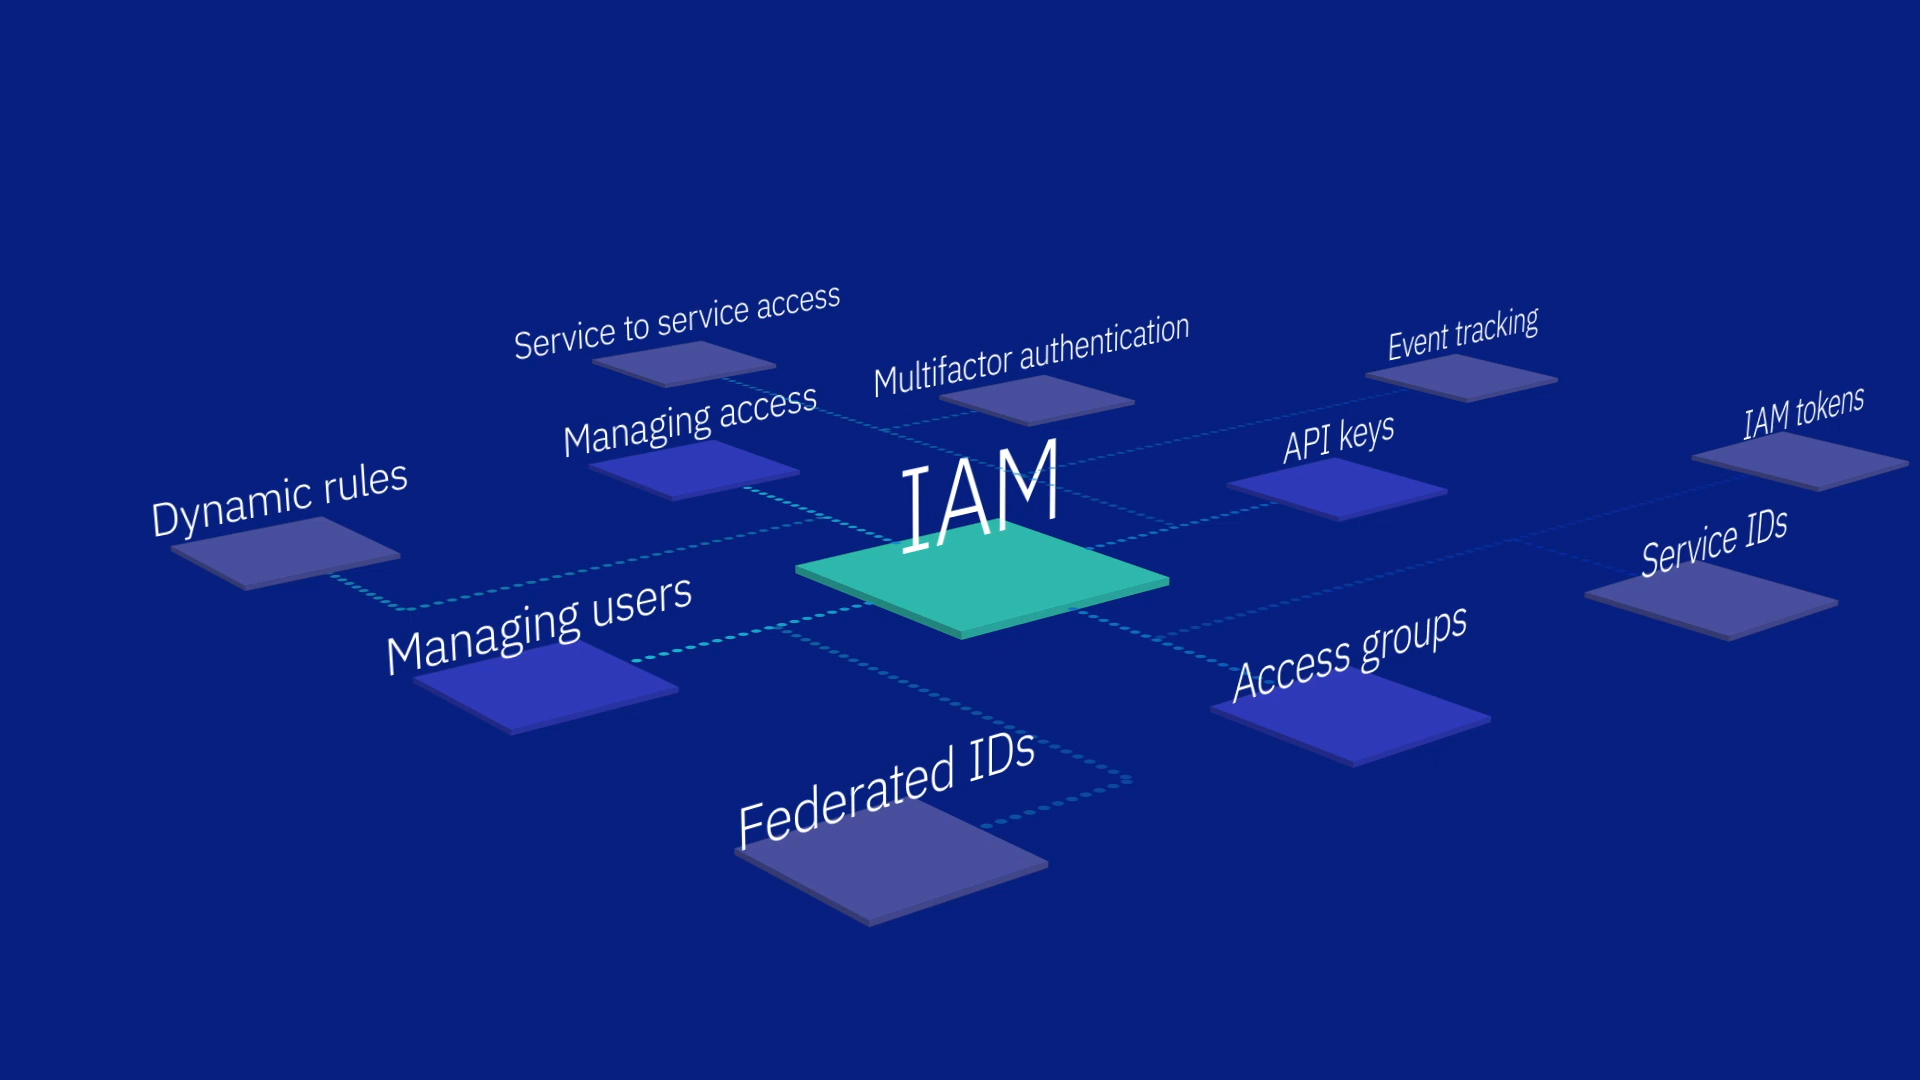 Service to service access
Multifactor authentication
Event tracking
Managing access
API keys
IAM tokens
Dynamic rules
IAM
Service IDs
Managing users
Access groups
Federated IDs